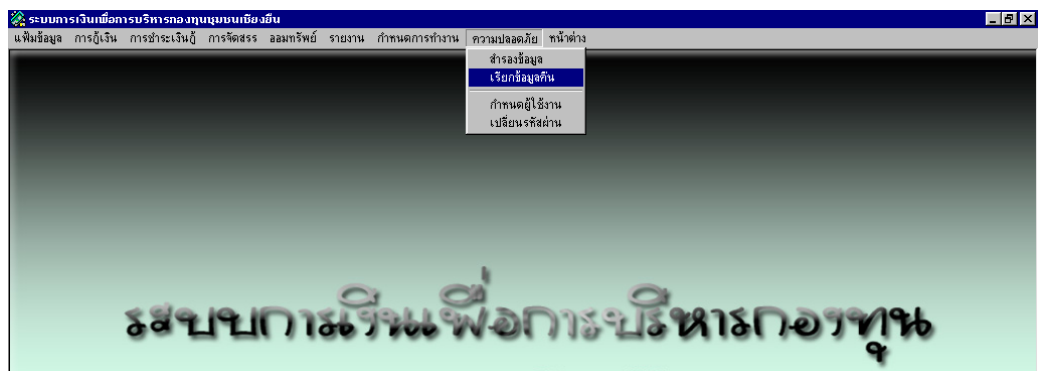 ระบบการเงินเพื่อการบริหารกองทุนชุมชนเชียงยืน
แฟ้มข้อมูล การกู้เงิน การชำระเงินกู้ การจัดสรร ออมทรัพย์ รายงาน กำหนดการทำงาน ความปลอดภัย หน้าต่าง
สำรองข้อมูล
เรียกข้อมูลคืน
กำหนดผู้ใช้งาน
เปลี่ยนรหัสผ่าน
รสบบการเงินเพื่อการบริหารกองทุน